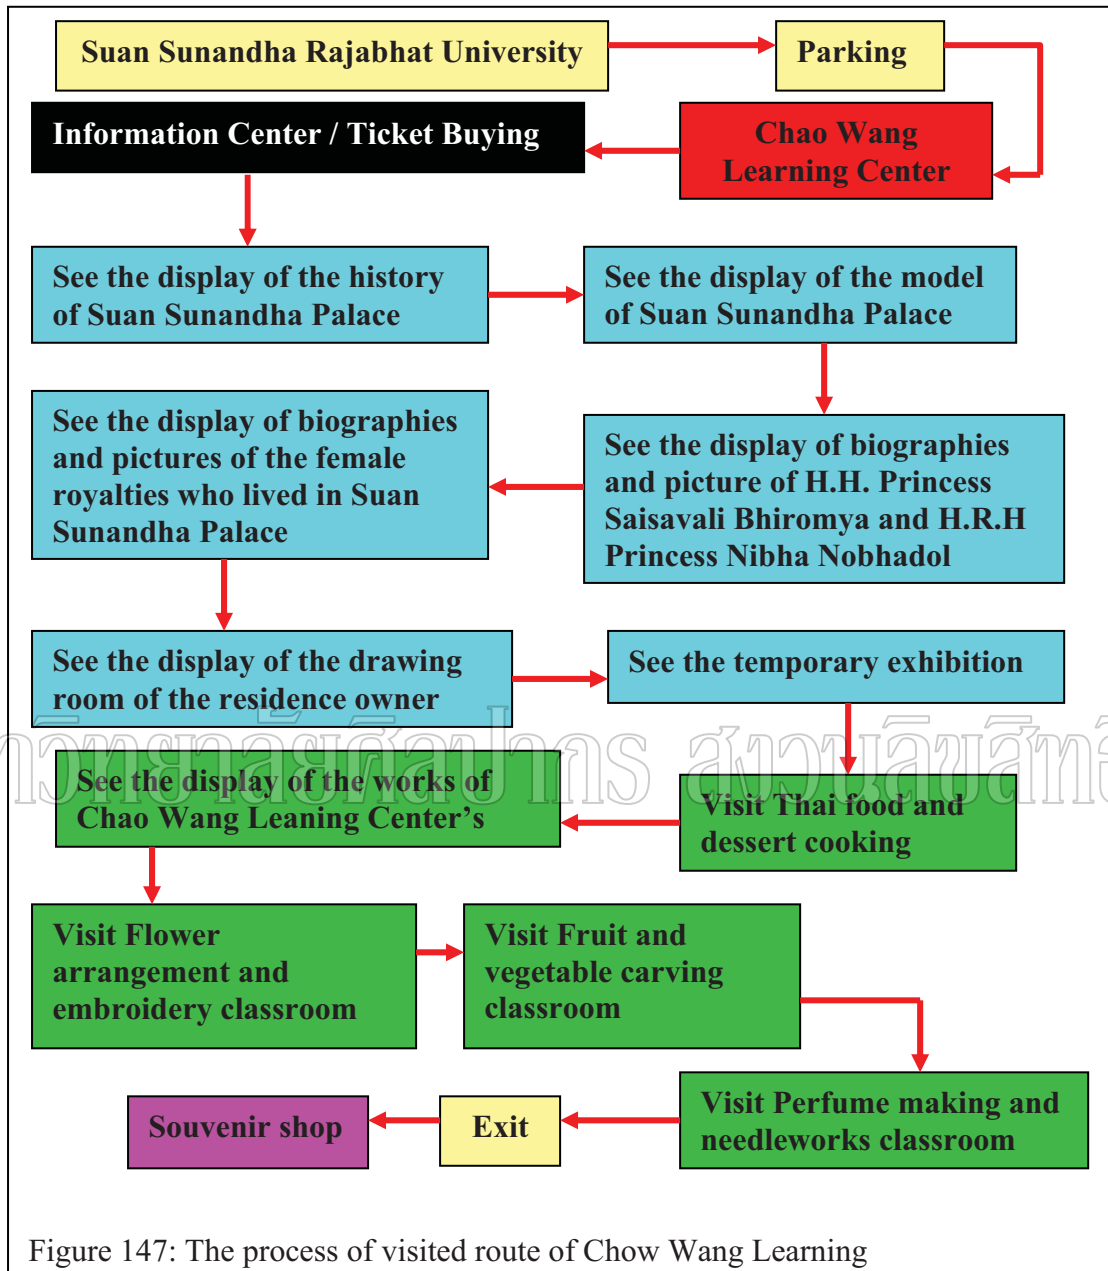 Suan Sunandha Rajabhat University
Parking
Chao Wang
Learning Center
Information Center / Ticket Buying
See the display of the history
of Suan Sunandha Palace
See the display of the model
of Suan Sunandha Palace
See the display of biographies
and picture of H.H. Princess
Saisavali Bhiromya and H.R.H
Princess Nibha Nobhadol
See the display of biographies
and pictures of the female
royalties who lived in Suan
Sunandha Palace
See the display of the drawing
room of the residence owner
See the temporary exhibition
Visit Thai food and
dessert cooking
See the display of the works of
Chao Wang Leaning Center's
Visit Flower
arrangement and
embroidery classroom
Visit Fruit and
vegetable carving
classroom
Visit Perfume making and
needleworks classroom
Exit
Souvenir shop
Figure 147: The process of visited route of Chow Wang Learning